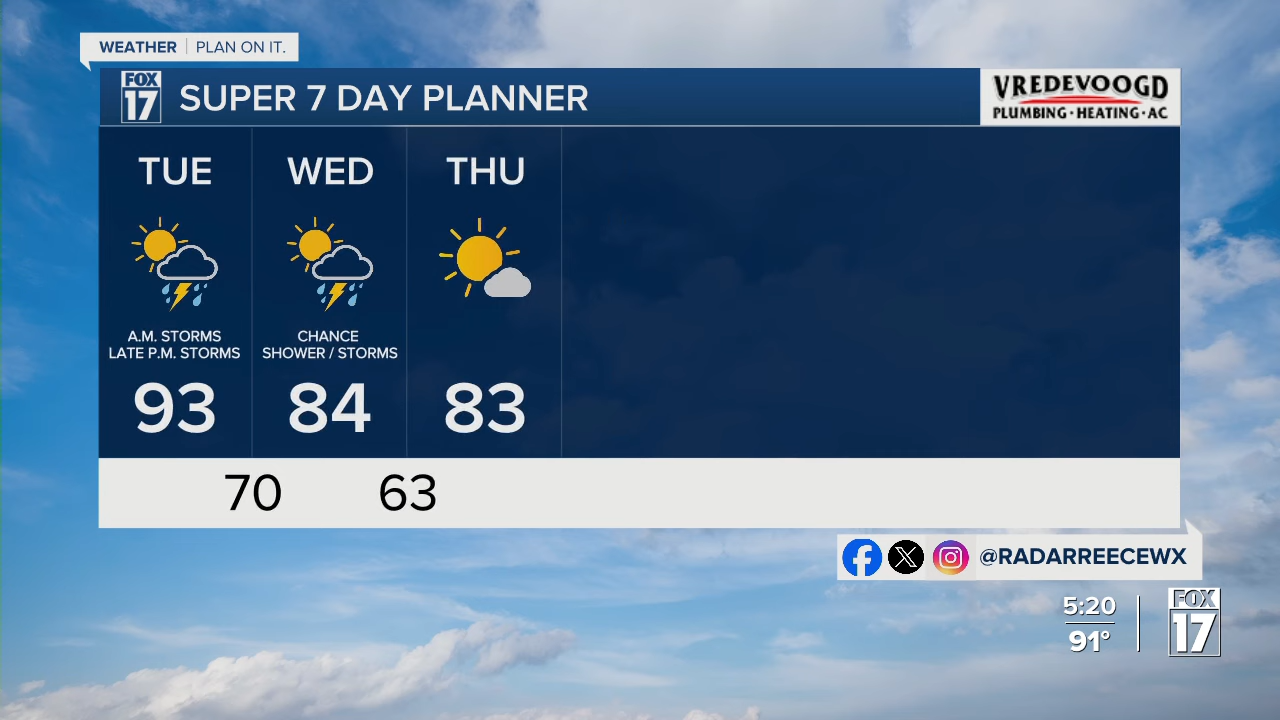 WEATHER | PLAN ON IT.
FOX
17
SUPER 7 DAY PLANNER
VREDEVOOGD
PLUMBING · HEATING · AC
TUE
WED
THU
A.M. STORMS
LATE P.M. STORMS
CHANCE
SHOWER / STORMS
93
84
83
70
63
@RADARREECEWX
5:20
91°
FOX
17